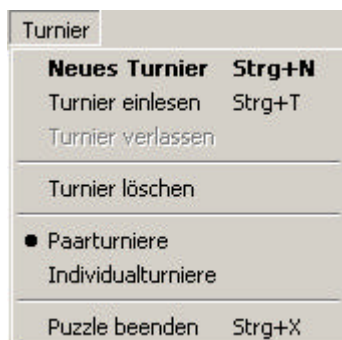 Turnier
Neues Turnier Strg+N
Turnier einlesen Strg+T
Turnier verlassen
Turnier löschen
Paarturniere
Individualturniere
Puzzle beenden Strg+X